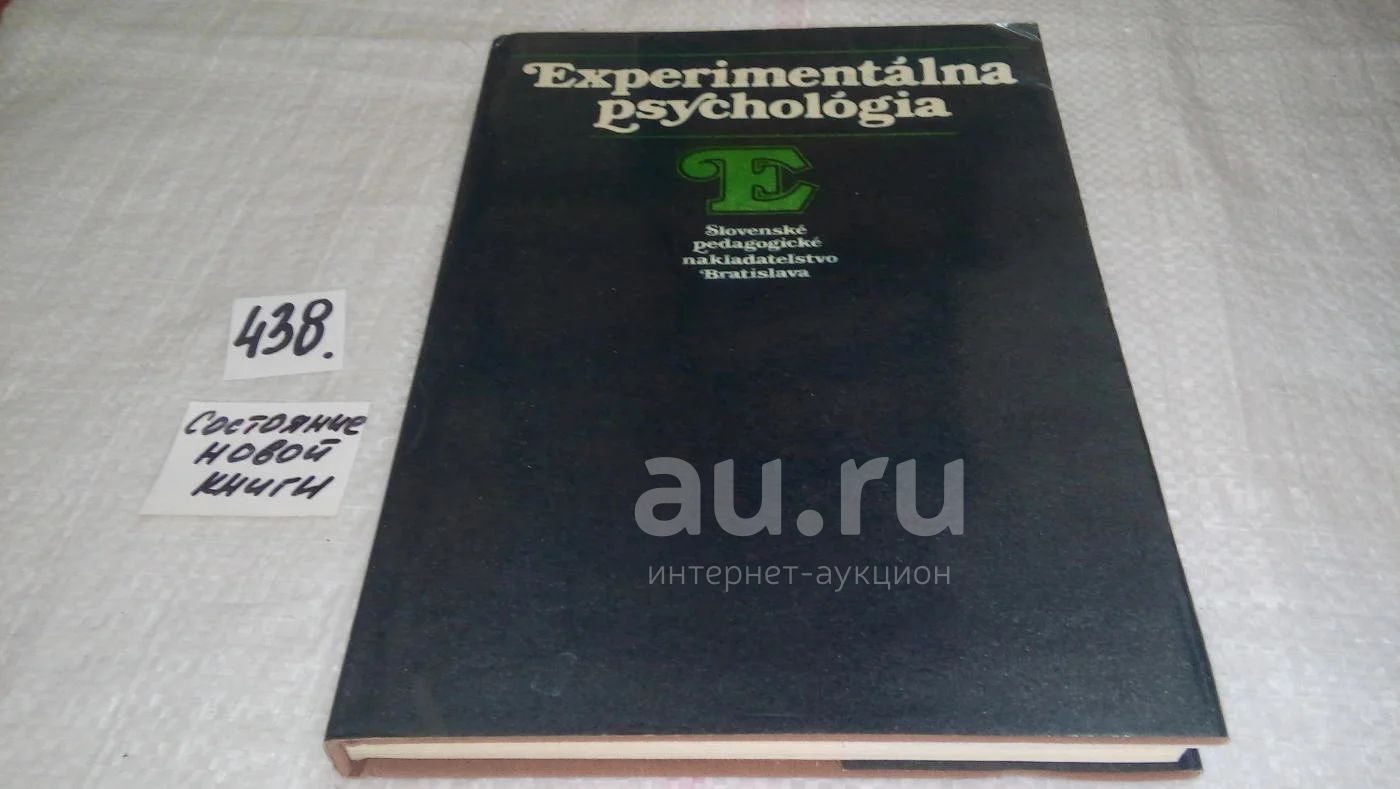 Experimentálna
psychológia
E
Slovenské
pedagogické
nakladatelstvo
Bratislava
438.
Состояние
новой
книги
au.ru
интернет-аукцион